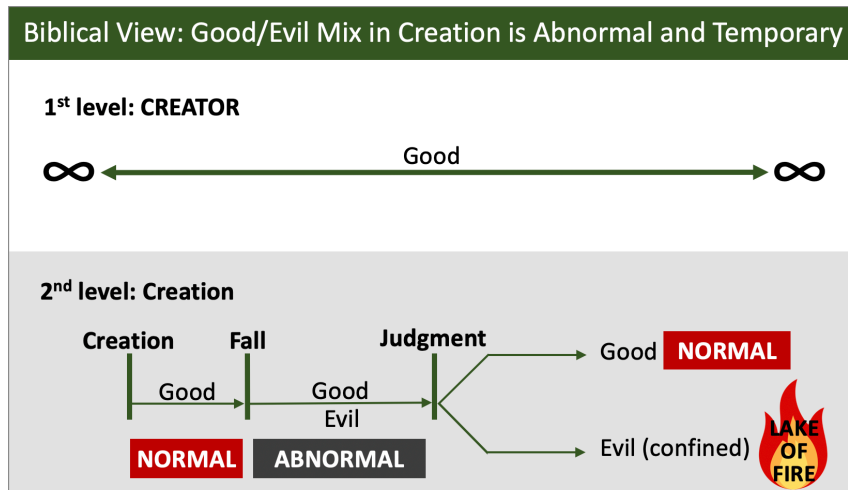 Biblical View: Good/Evil Mix in Creation is Abnormal and Temporary
1st level: CREATOR
Good
∞ ∞
2nd level: Creation
Creation Fall Judgment
Good NORMAL
Good Good
Evil
Evil (confined)
NORMAL ABNORMAL
LAKE
OF
FIRE